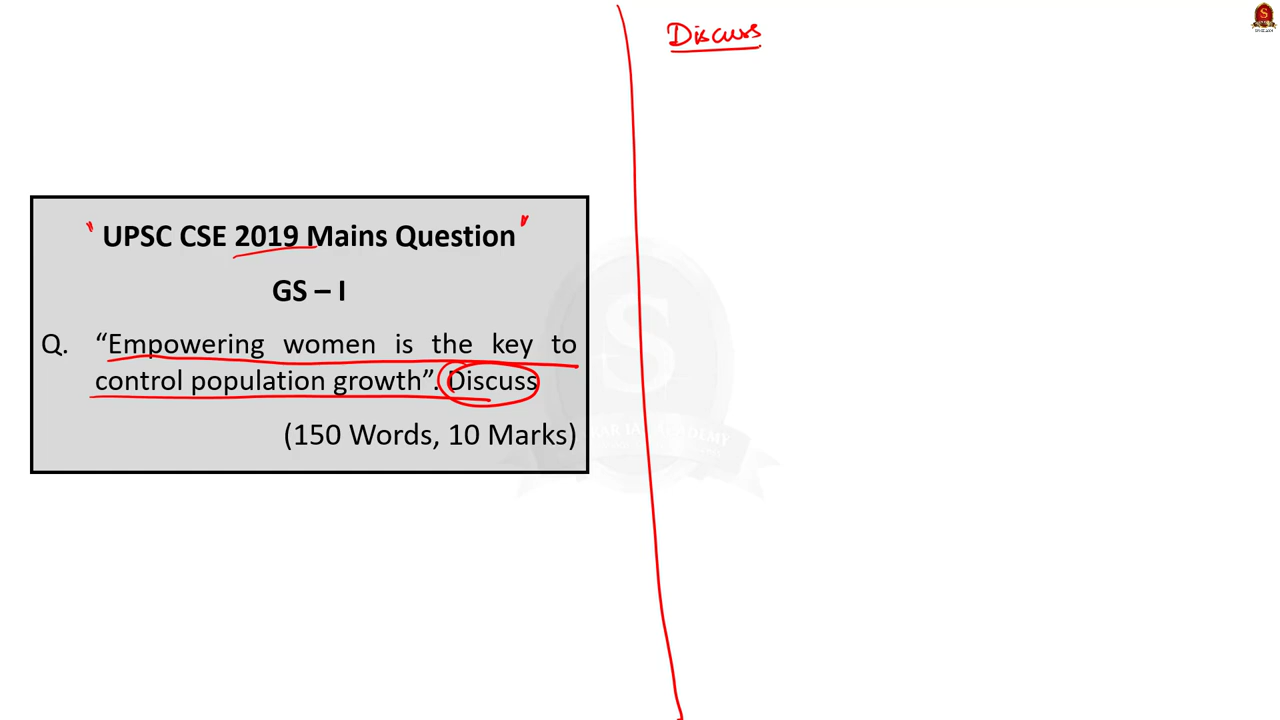 Discuss
"UPSC CSE 2019 Mains Question"
GS – I
Q. “Empowering women is the key to
control population growth”. Discuss
(150 Words, 10 Marks)